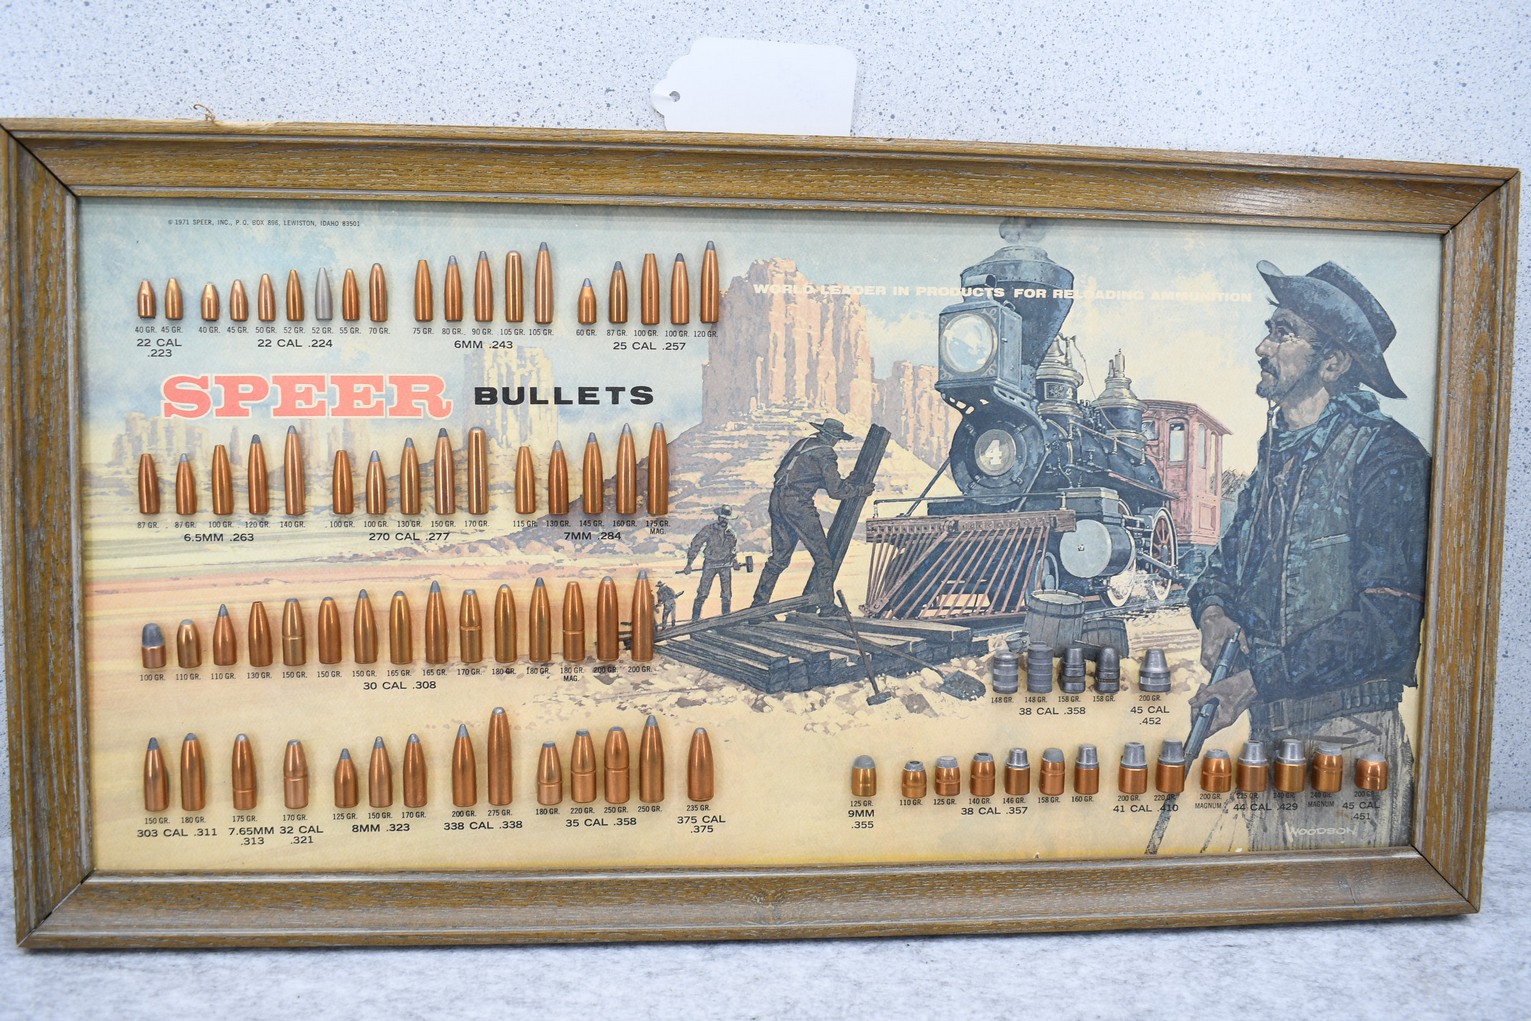 © 1971 SPEER, INC., P.O. BOX 896, LEWISTON, IDAHO 83501
WORLD LEADER IN PRODUCTS FOR RELOADING AMMUNITION
40 GR. 45 GR. 40 GR. 45 GR. 50 GR. 52 GR. 52 GR. 55 GR. 70 GR. 75 GR. 80 GR. 90 GR. 105 GR. 105 GR. 60 GR. 87 GR. 100 GR. 100 GR. 120 GR.
22 CAL .223 22 CAL .224 6MM .243 25 CAL .257
SPEER BULLETS
4
87 GR. 87 GR. 100 GR. 120 GR. 140 GR. 100 GR. 100 GR. 130 GR. 150 GR. 170 GR. 115 GR. 130 GR. 145 GR. 160 GR. 175 GR. MAG.
6.5MM .263 270 CAL .277 7MM .284
100 GR. 110 GR. 110 GR. 130 GR. 150 GR. 150 GR. 150 GR. 165 GR. 165 GR. 170 GR. 180 GR. 180 GR. 180 GR. MAG. 200 GR. 200 GR.
30 CAL .308
148 GR. 148 GR. 158 GR. 158 GR. 200 GR.
38 CAL .358 45 CAL .452
150 GR. 180 GR. 175 GR. 170 GR. 125 GR. 150 GR. 170 GR. 200 GR. 275 GR. 180 GR. 220 GR. 250 GR. 250 GR. 235 GR.
303 CAL .311 7.65MM .313 32 CAL .321 8MM .323 338 CAL .338 35 CAL .358 375 CAL .375
125 GR. 110 GR. 125 GR. 140 GR. 146 GR. 158 GR. 160 GR. 200 GR. 220 GR. 200 GR. MAGNUM 225 GR. 240 GR. 240 GR. MAGNUM 200 GR.
9MM .355 38 CAL .357 41 CAL .410 44 CAL .429 45 CAL .451
WOODSON